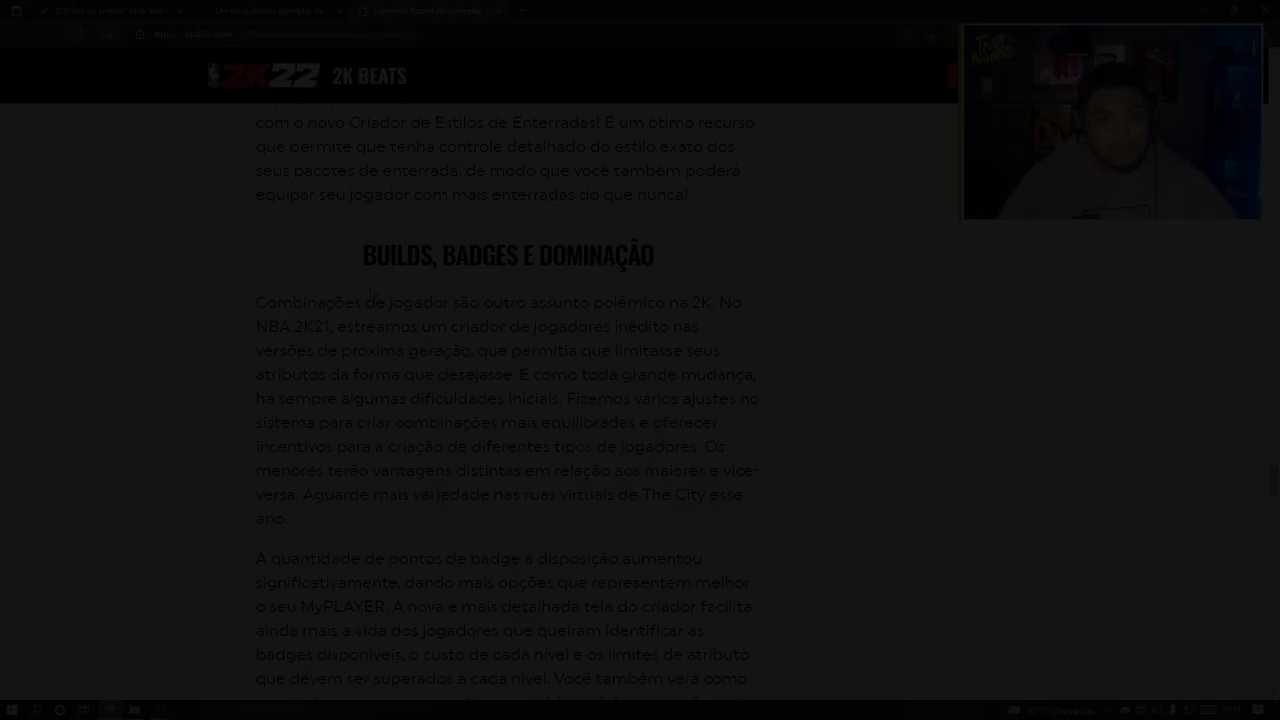 2K22 2K BEATS
com o novo Criador de Estilos de Enterradas! É um ótimo recurso
que permite que tenha controle detalhado do estilo exato dos
seus pacotes de enterrada, de modo que você também poderá
equipar seu jogador com mais enterradas do que nunca!
BUILDS, BADGES E DOMINAÇÃO
Combinações de jogador são outro assunto polêmico na 2K. No
NBA 2K21, estreamos um criador de jogadores inédito nas
versões de próxima geração, que permitia que limitasse seus
atributos da forma que desejasse. E como toda grande mudança,
há sempre algumas dificuldades iniciais. Fizemos vários ajustes no
sistema para criar combinações mais equilibradas e oferecer
incentivos para a criação de diferentes tipos de jogadores. Os
menores terão vantagens distintas em relação aos maiores e vice-
versa. Aguarde mais variedade nas ruas virtuais de The City esse
ano.
A quantidade de pontos de badge a disposição aumentou
significativamente, dando mais opções que representem melhor
o seu MyPLAYER. A nova e mais detalhada tela do criador facilita
ainda mais a vida dos jogadores que queiram identificar as
badges disponíveis, o custo de cada nível e os limites de atributo
que devem ser superados a cada nível. Você também verá como